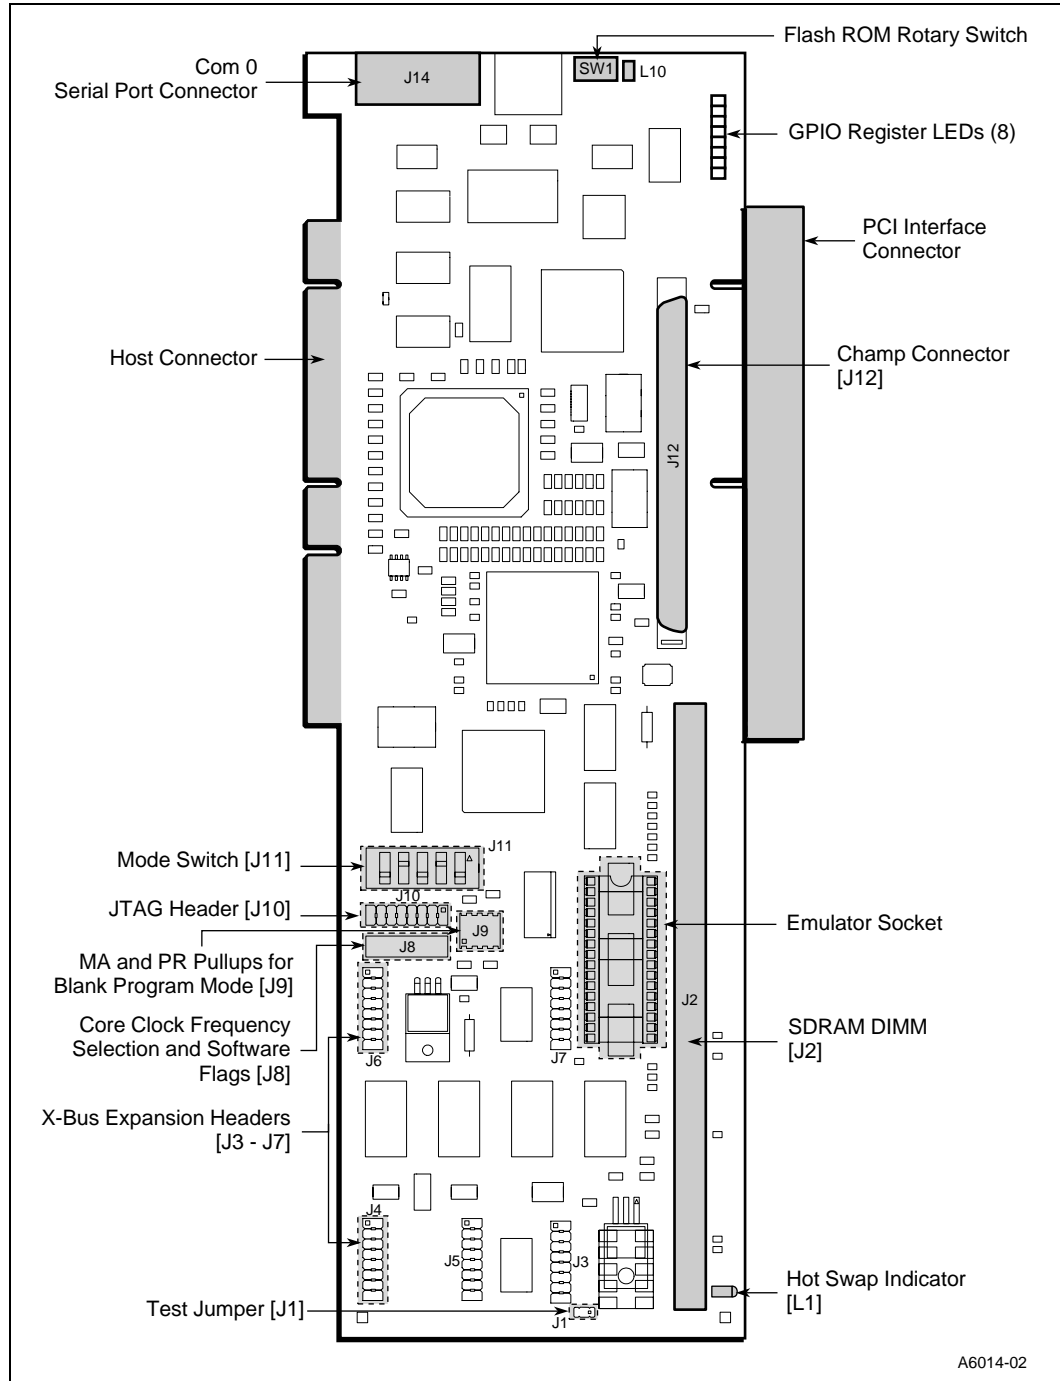 Flash ROM Rotary Switch
Com 0
Serial Port Connector
J14
SW1
L10
GPIO Register LEDs (8)
PCI Interface
Connector
Host Connector
Champ Connector
[J12]
J12
Mode Switch [J11]
J11
J10
JTAG Header [J10]
J9
J8
MA and PR Pullups for
Blank Program Mode [J9]
Emulator Socket
Core Clock Frequency
Selection and Software
Flags [J8]
J6
J7
J2
SDRAM DIMM
[J2]
X-Bus Expansion Headers
[J3 - J7]
J4
J5
J3
Hot Swap Indicator
[L1]
Test Jumper [J1]
J1
A6014-02